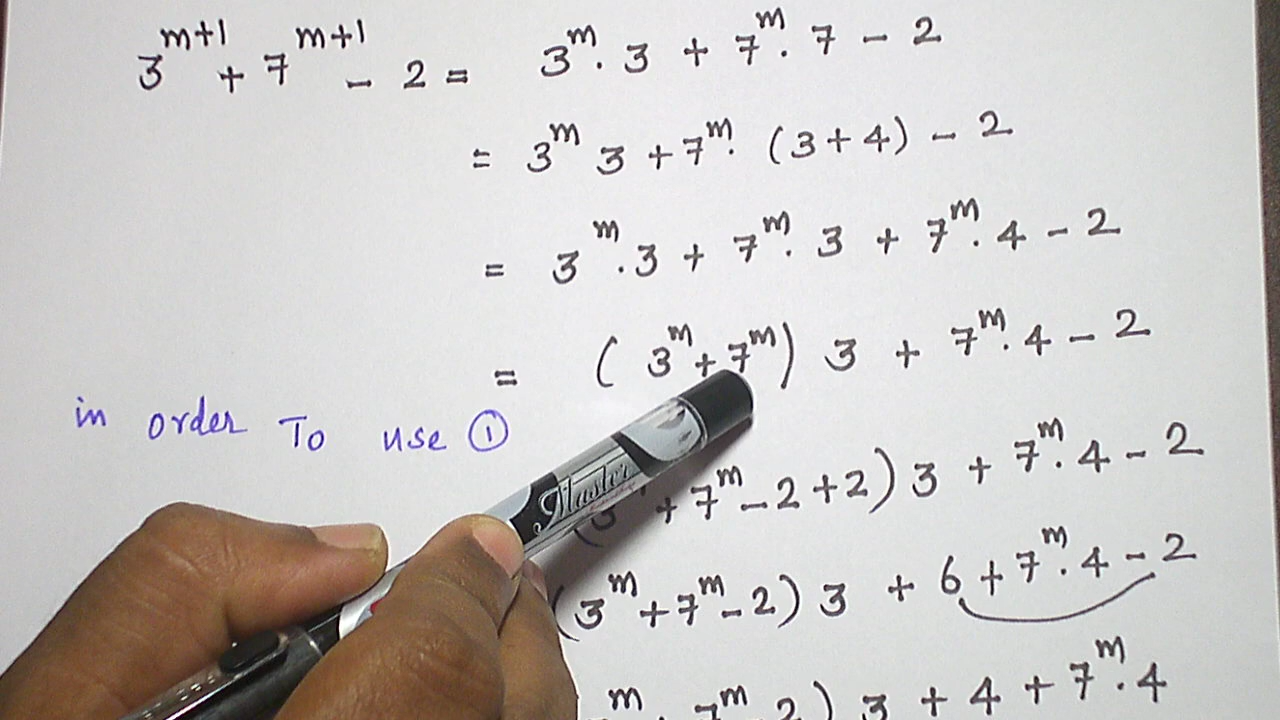 3^{m+1} + 7^{m+1} - 2 = 3^m . 3 + 7^m . 7 - 2
= 3^m 3 + 7^m . (3 + 4) - 2
= 3^m . 3 + 7^m . 3 + 7^m . 4 - 2
= (3^m + 7^m) 3 + 7^m . 4 - 2
in order To use ①
Master
+ 7^m - 2 + 2) 3 + 7^m . 4 - 2
(3^m + 7^m - 2) 3 + 6 + 7^m . 4 - 2
m 7^m 2) 3 + 4 + 7^m . 4